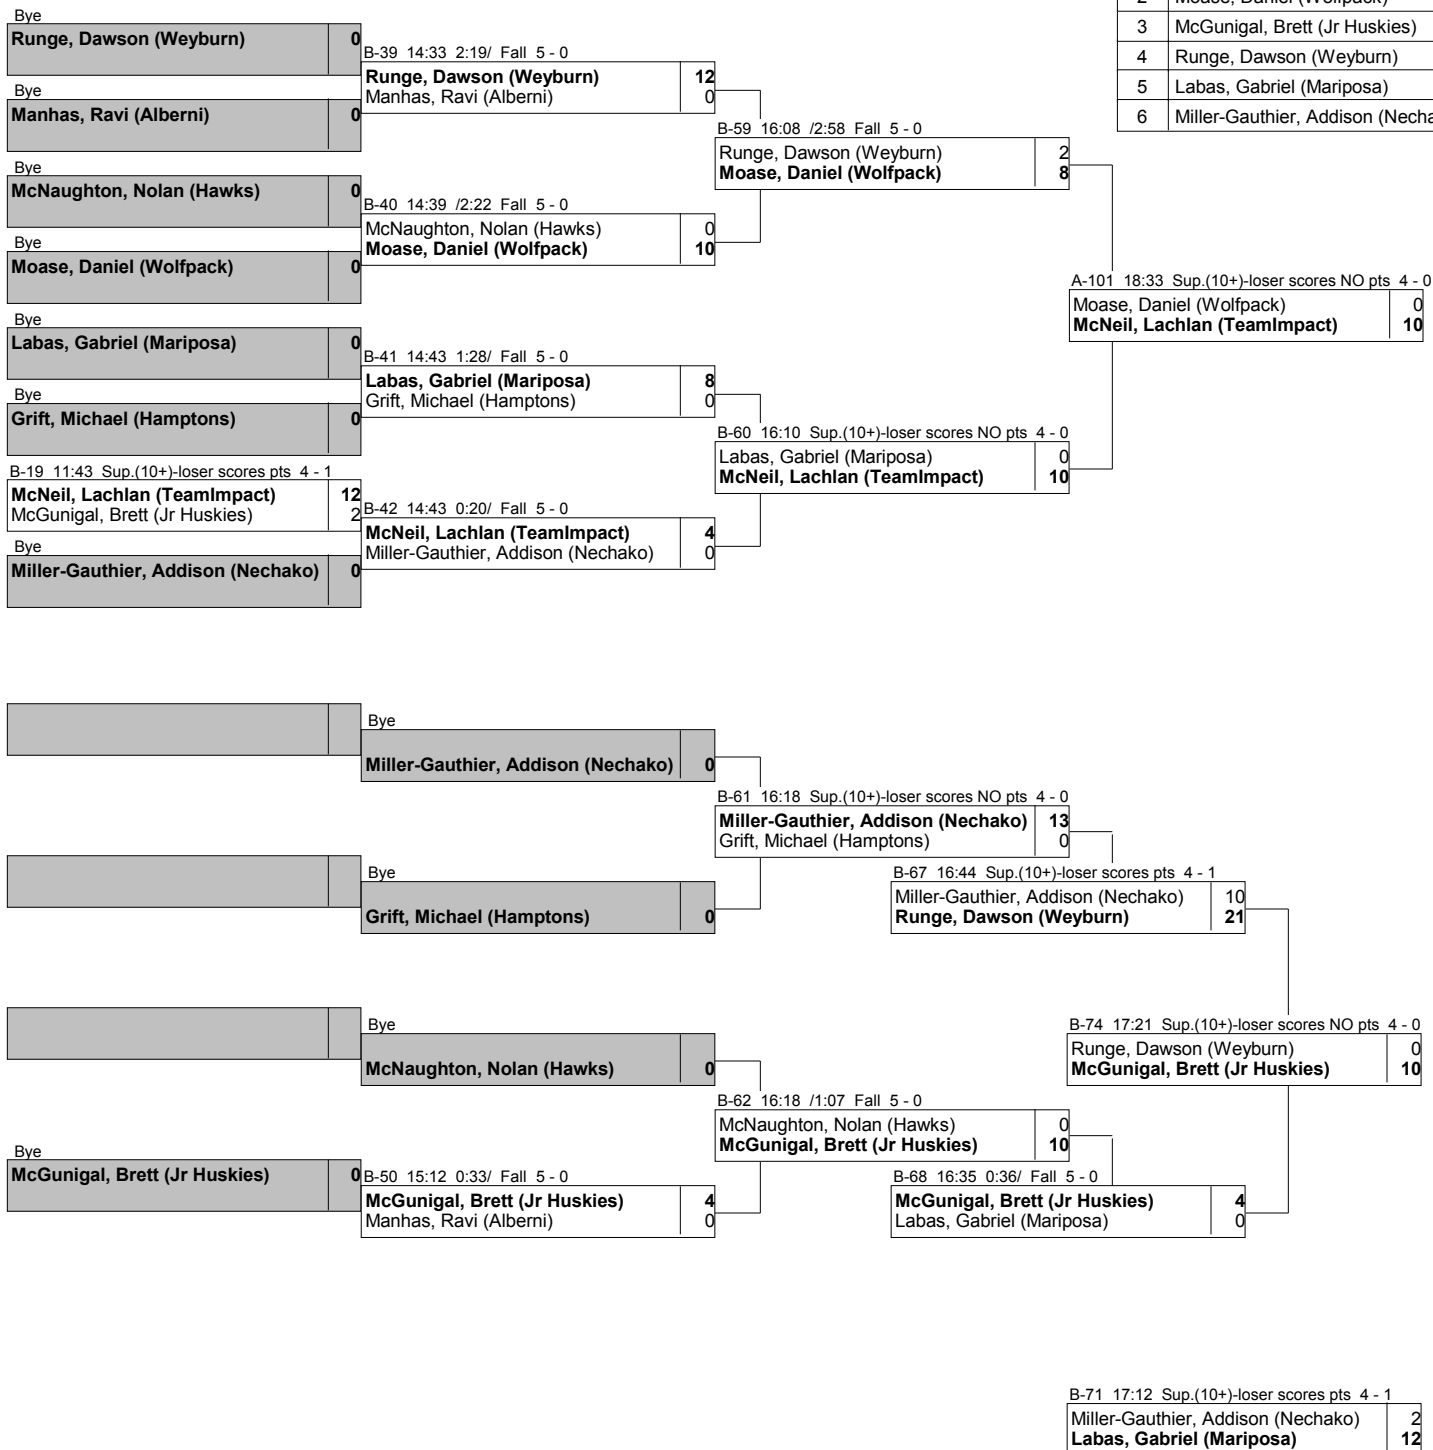 2 Moase, Daniel (Wolfpack)
3 McGunigal, Brett (Jr Huskies)
4 Runge, Dawson (Weyburn)
5 Labas, Gabriel (Mariposa)
6 Miller-Gauthier, Addison (Necha
Bye
Runge, Dawson (Weyburn) 0
Bye
Manhas, Ravi (Alberni) 0
Bye
McNaughton, Nolan (Hawks) 0
Bye
Moase, Daniel (Wolfpack) 0
Bye
Labas, Gabriel (Mariposa) 0
Bye
Grift, Michael (Hamptons) 0
B-19 11:43 Sup.(10+)-loser scores pts 4 - 1
McNeil, Lachlan (TeamImpact) 12
McGunigal, Brett (Jr Huskies) 2
Bye
Miller-Gauthier, Addison (Nechako) 0
B-39 14:33 2:19/ Fall 5 - 0
Runge, Dawson (Weyburn) 12
Manhas, Ravi (Alberni) 0
B-40 14:39 /2:22 Fall 5 - 0
McNaughton, Nolan (Hawks) 0
Moase, Daniel (Wolfpack) 10
B-41 14:43 1:28/ Fall 5 - 0
Labas, Gabriel (Mariposa) 8
Grift, Michael (Hamptons) 0
B-42 14:43 0:20/ Fall 5 - 0
McNeil, Lachlan (TeamImpact) 4
Miller-Gauthier, Addison (Nechako) 0
B-59 16:08 /2:58 Fall 5 - 0
Runge, Dawson (Weyburn) 2
Moase, Daniel (Wolfpack) 8
B-60 16:10 Sup.(10+)-loser scores NO pts 4 - 0
Labas, Gabriel (Mariposa) 0
McNeil, Lachlan (TeamImpact) 10
A-101 18:33 Sup.(10+)-loser scores NO pts 4 - 0
Moase, Daniel (Wolfpack) 0
McNeil, Lachlan (TeamImpact) 10
Bye
Miller-Gauthier, Addison (Nechako) 0
Bye
Grift, Michael (Hamptons) 0
Bye
McNaughton, Nolan (Hawks) 0
Bye
McGunigal, Brett (Jr Huskies) 0
B-50 15:12 0:33/ Fall 5 - 0
McGunigal, Brett (Jr Huskies) 4
Manhas, Ravi (Alberni) 0
B-61 16:18 Sup.(10+)-loser scores NO pts 4 - 0
Miller-Gauthier, Addison (Nechako) 13
Grift, Michael (Hamptons) 0
B-62 16:18 /1:07 Fall 5 - 0
McNaughton, Nolan (Hawks) 0
McGunigal, Brett (Jr Huskies) 10
B-67 16:44 Sup.(10+)-loser scores pts 4 - 1
Miller-Gauthier, Addison (Nechako) 10
Runge, Dawson (Weyburn) 21
B-68 16:35 0:36/ Fall 5 - 0
McGunigal, Brett (Jr Huskies) 4
Labas, Gabriel (Mariposa) 0
B-74 17:21 Sup.(10+)-loser scores NO pts 4 - 0
Runge, Dawson (Weyburn) 0
McGunigal, Brett (Jr Huskies) 10
B-71 17:12 Sup.(10+)-loser scores pts 4 - 1
Miller-Gauthier, Addison (Nechako) 2
Labas, Gabriel (Mariposa) 12